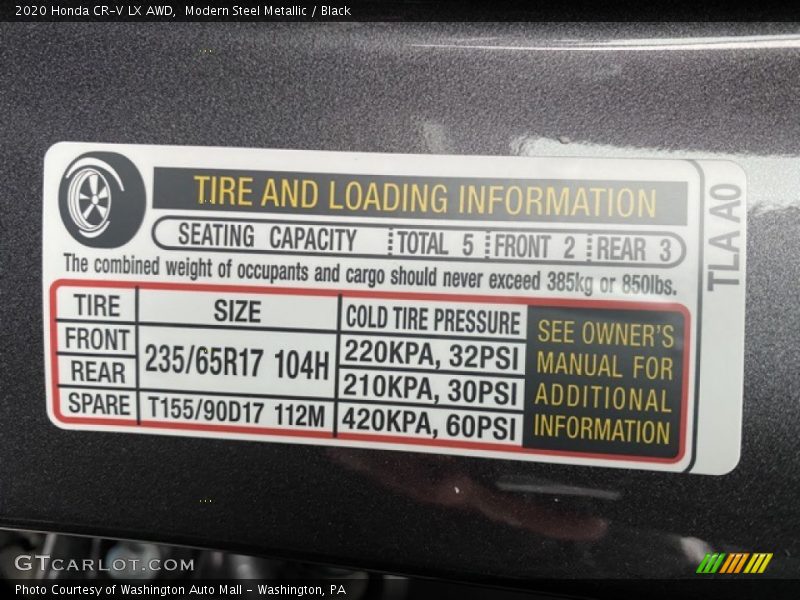 2020 Honda CR-V LX AWD, Modern Steel Metallic / Black
TIRE AND LOADING INFORMATION
SEATING CAPACITY TOTAL 5 FRONT 2 REAR 3
The combined weight of occupants and cargo should never exceed 385kg or 850lbs.
TIRE SIZE COLD TIRE PRESSURE
FRONT 235/65R17 104H 220KPA, 32PSI
REAR 210KPA, 30PSI
SPARE T155/90D17 112M 420KPA, 60PSI
SEE OWNER'S
MANUAL FOR
ADDITIONAL
INFORMATION
TLA A0
GTCARLOT.COM
Photo Courtesy of Washington Auto Mall - Washington, PA